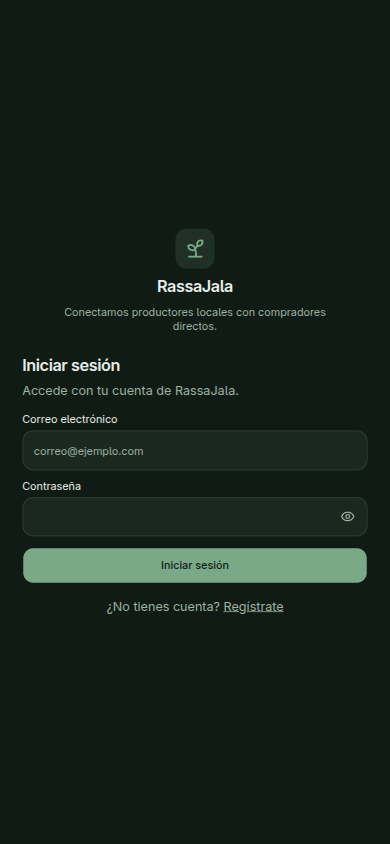 RassaJala
Conectamos productores locales con compradores
directos.
Iniciar sesión
Accede con tu cuenta de RassaJala.
Correo electrónico
correo@ejemplo.com
Contraseña
Iniciar sesión
¿No tienes cuenta? Regístrate